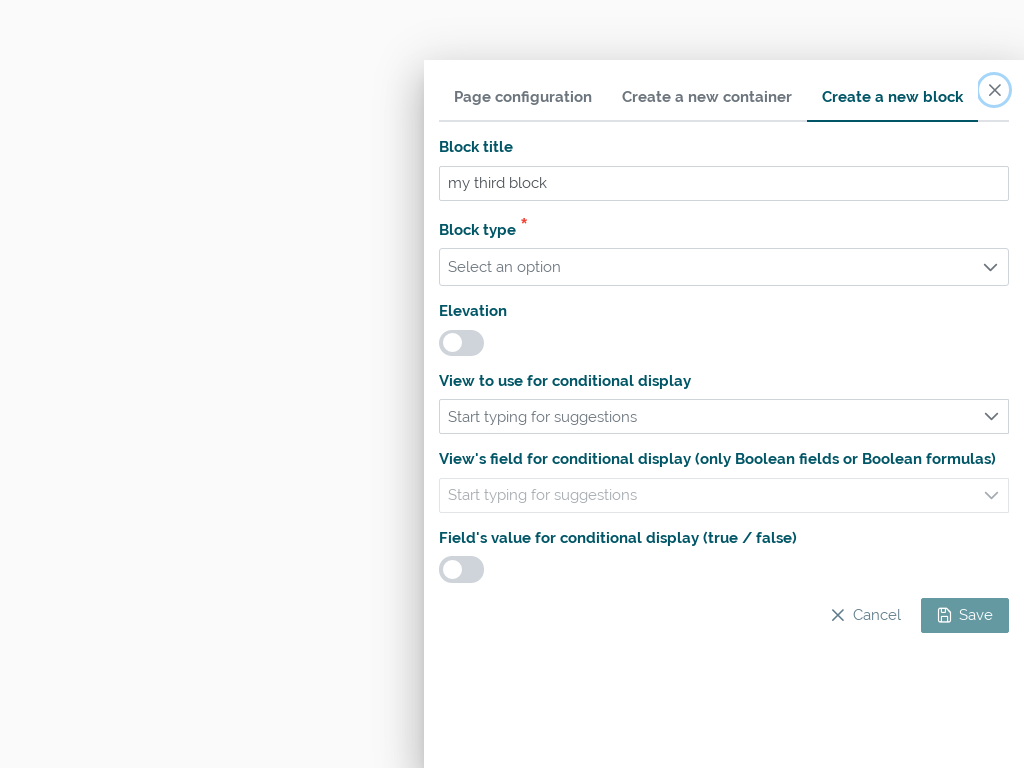 Page configuration
Create a new container
Create a new block
Block title
my third block
Block type *
Select an option
Elevation
View to use for conditional display
Start typing for suggestions
View's field for conditional display (only Boolean fields or Boolean formulas)
Start typing for suggestions
Field's value for conditional display (true / false)
Cancel
Save